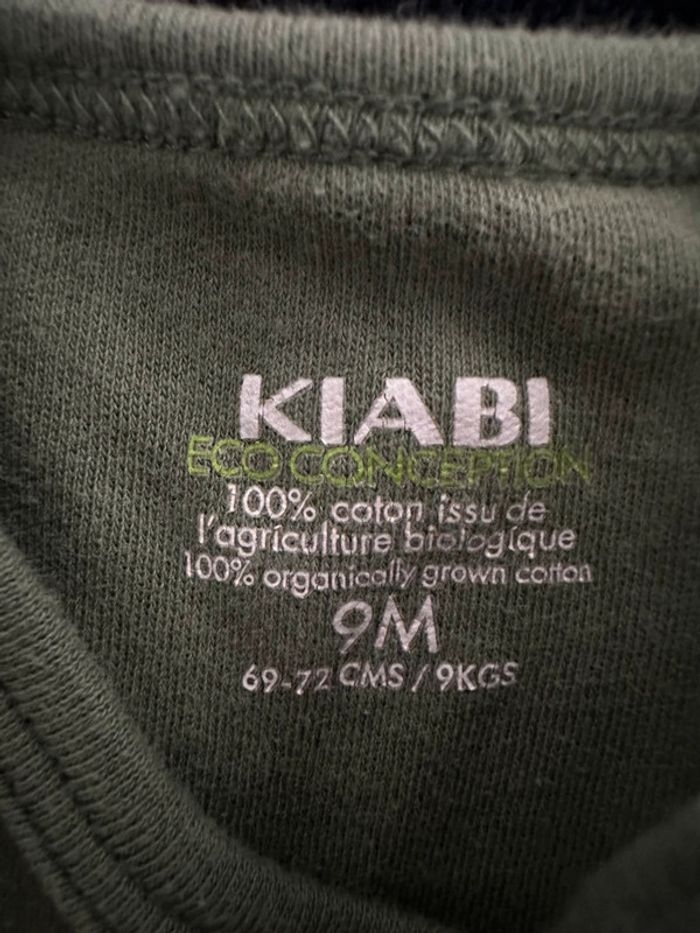 KIABI
ECO CONCEPTION
100% coton issu de
l'agriculture biologique
100% organically grown cotton
9M
69-72 CMS / 9KGS